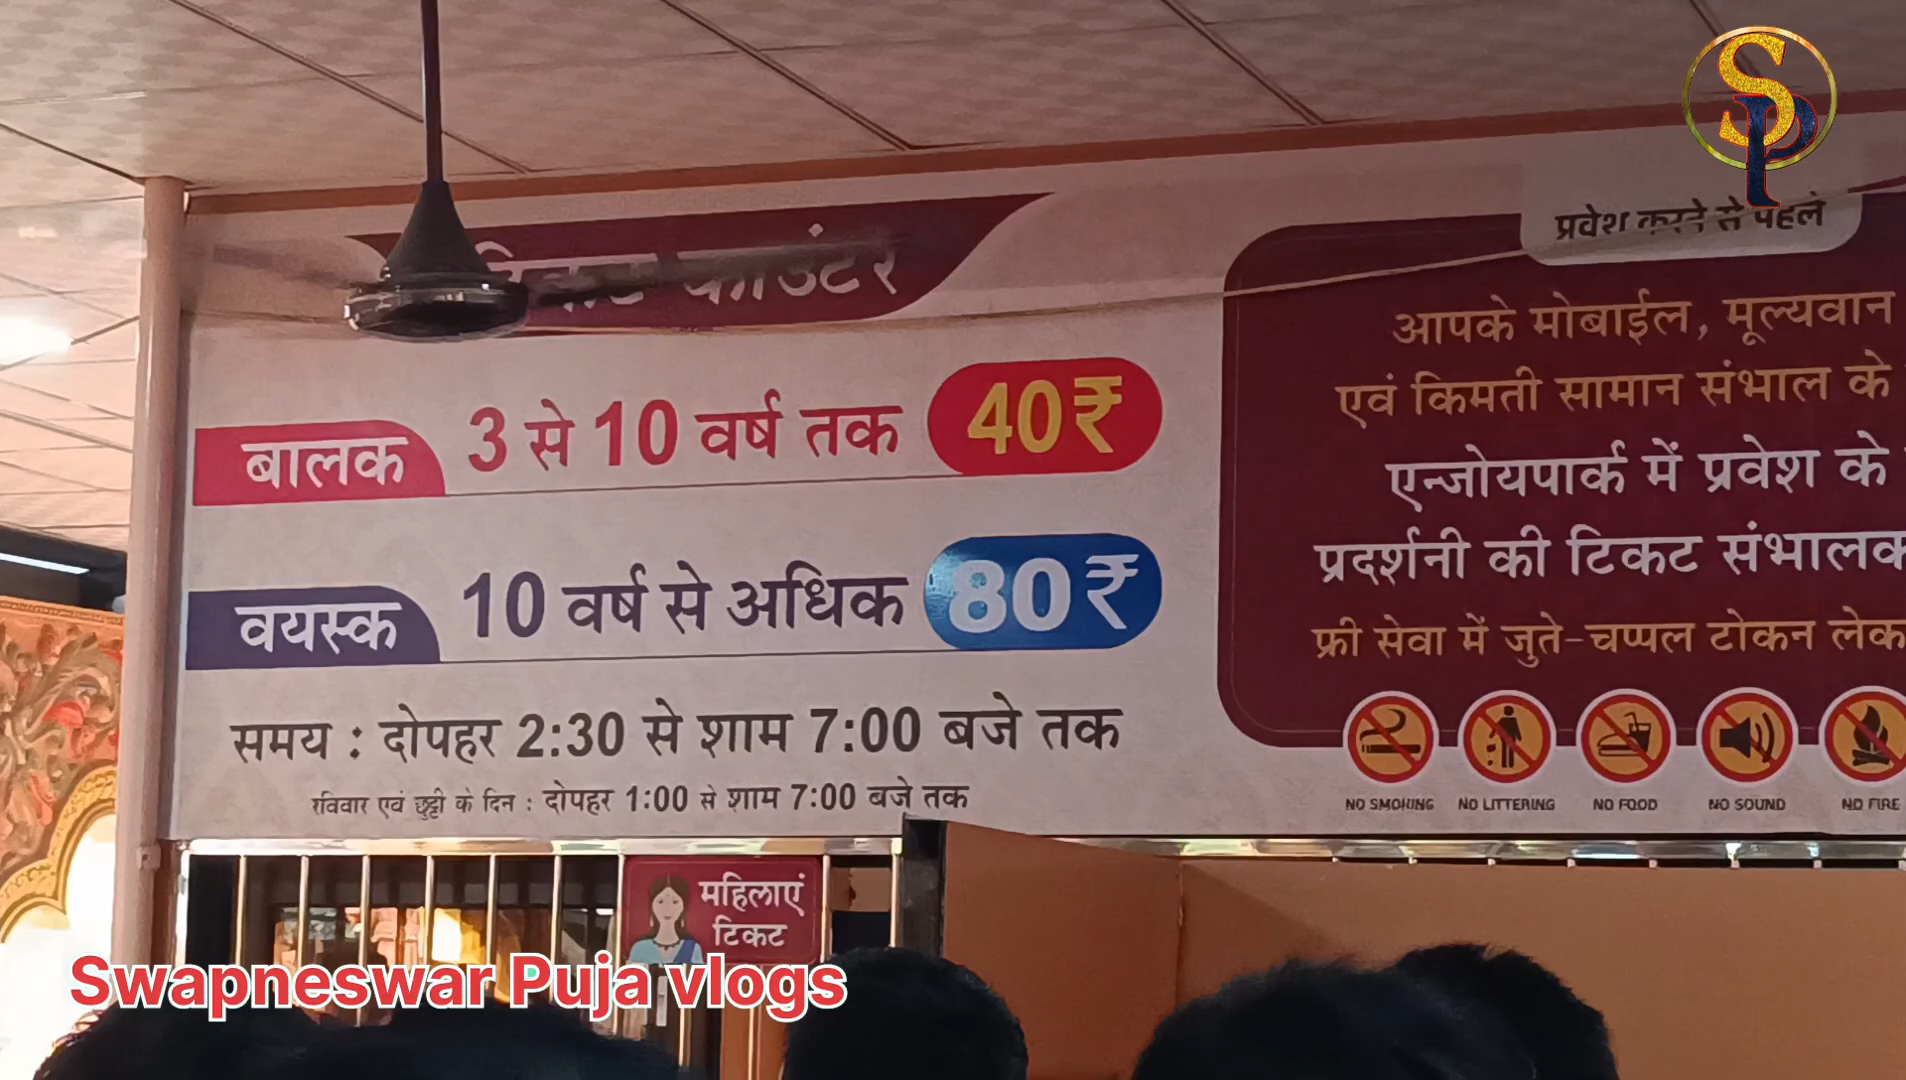 SP
टिकट काउंटर
बालक 3 से 10 वर्ष तक 40₹
वयस्क 10 वर्ष से अधिक 80₹
समय : दोपहर 2:30 से शाम 7:00 बजे तक
रविवार एवं छुट्टी के दिन : दोपहर 1:00 से शाम 7:00 बजे तक
प्रवेश करने से पहले
आपके मोबाईल, मूल्यवान
एवं किमती सामान संभाल के
एन्जोयपार्क में प्रवेश के
प्रदर्शनी की टिकट संभालक
फ्री सेवा में जुते-चप्पल टोकन लेक
NO SMOKING NO LITTERING NO FOOD NO SOUND NO FIRE
महिलाएं
टिकट
Swapneswar Puja vlogs